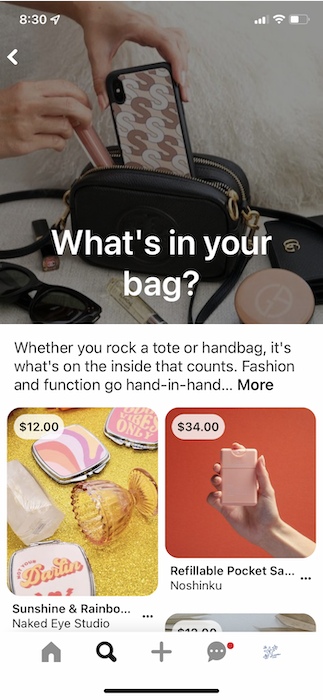 8:30
What's in your
bag?
Whether you rock a tote or handbag, it's
what's on the inside that counts. Fashion
and function go hand-in-hand... More
$12.00
$34.00
VIBES
ONLY
Darlin'
Refillable Pocket Sa...
Noshinku
Sunshine & Rainbo...
Naked Eye Studio